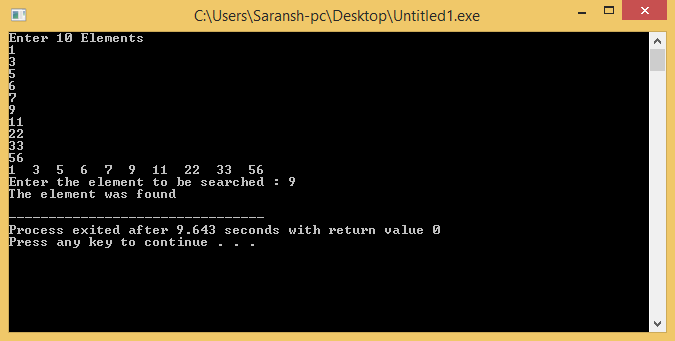 C:\Users\Saransh-pc\Desktop\Untitled1.exe
Enter 10 Elements
1
3
5
6
7
9
11
22
33
56
1  3  5  6  7  9  11  22  33  56
Enter the element to be searched : 9
The element was found
--------------------------------
Process exited after 9.643 seconds with return value 0
Press any key to continue . . .